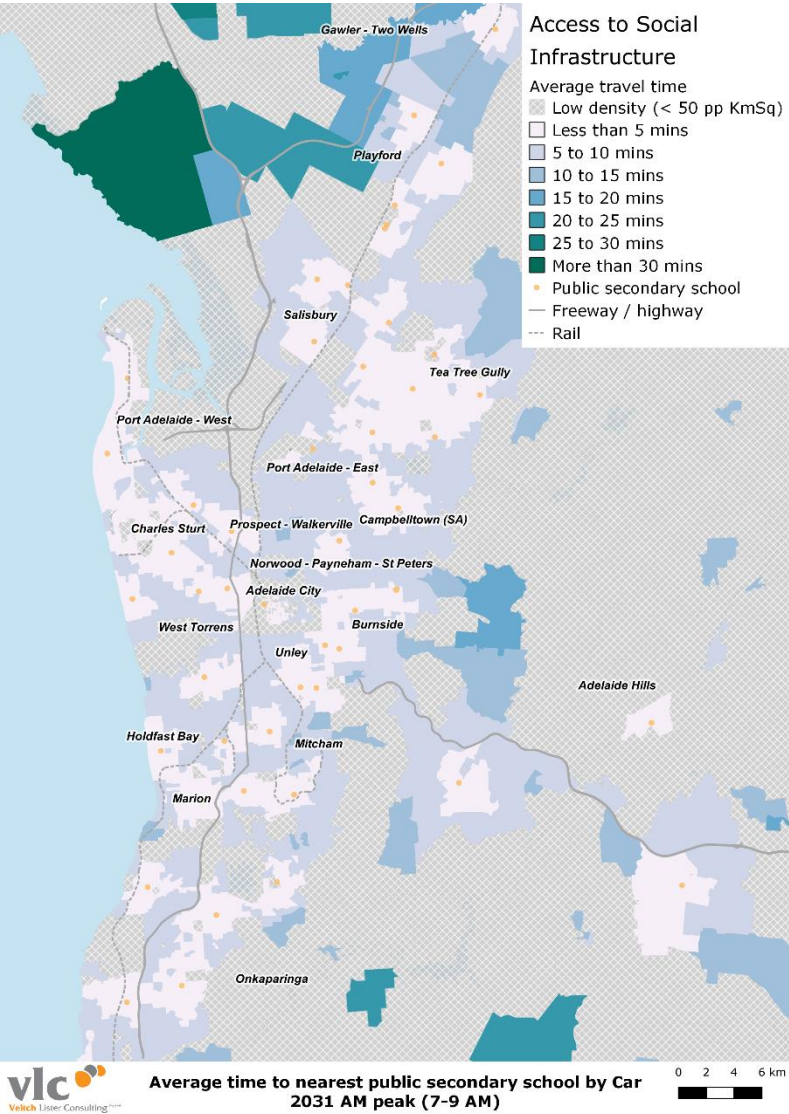 Access to Social
Infrastructure
Average travel time
Low density (< 50 pp KmSq)
Less than 5 mins
5 to 10 mins
10 to 15 mins
15 to 20 mins
20 to 25 mins
25 to 30 mins
More than 30 mins
Public secondary school
Freeway / highway
Rail
Gawler - Two Wells
Playford
Salisbury
Tea Tree Gully
Port Adelaide - West
Port Adelaide - East
Charles Sturt
Prospect - Walkerville
Campbelltown (SA)
Norwood - Payneham - St Peters
Adelaide City
West Torrens
Burnside
Unley
Adelaide Hills
Holdfast Bay
Mitcham
Marion
Onkaparinga
vlc
Veitch Lister Consulting
Average time to nearest public secondary school by Car
2031 AM peak (7-9 AM)
0 2 4 6 km